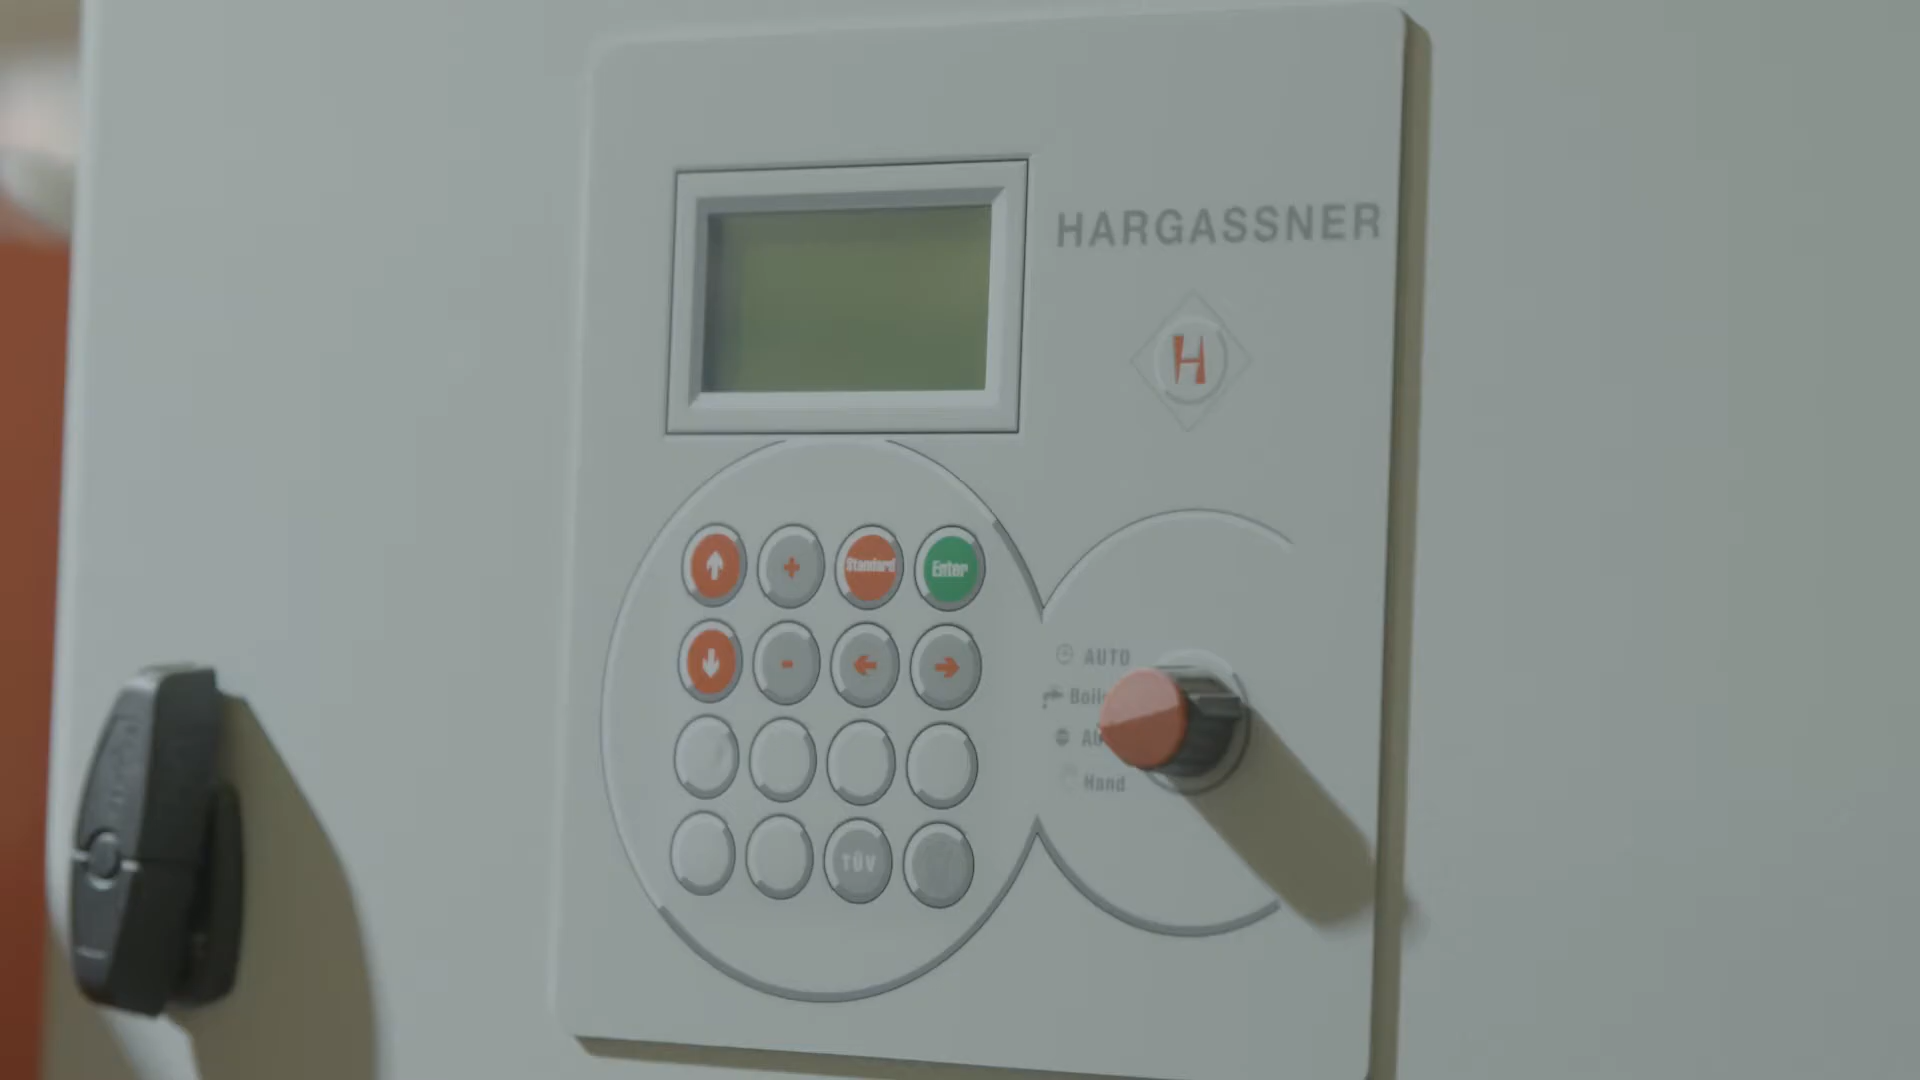 HARGASSNER
H
+
Standard
Enter
-
AUTO
Hand
TÜV